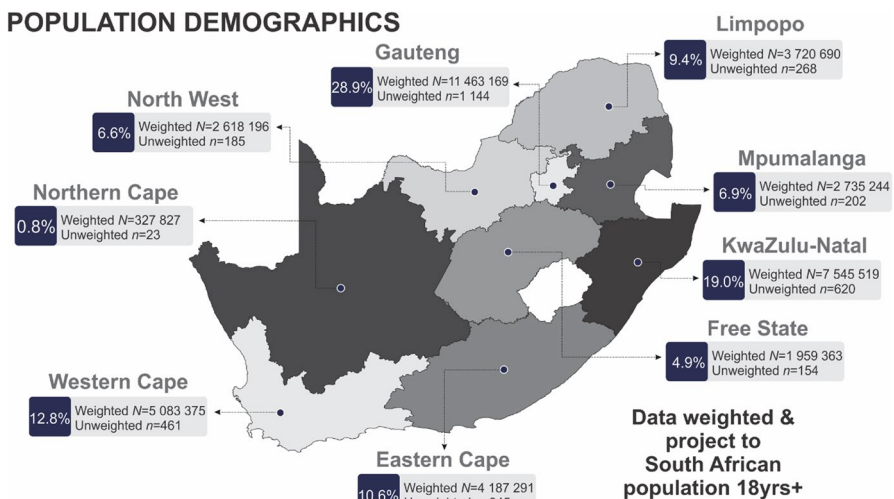 POPULATION DEMOGRAPHICS
Limpopo
9.4%
Weighted N=3 720 690
Unweighted n=268
Gauteng
28.9%
Weighted N=11 463 169
Unweighted n=1 144
North West
6.6%
Weighted N=2 618 196
Unweighted n=185
Mpumalanga
6.9%
Weighted N=2 735 244
Unweighted n=202
Northern Cape
0.8%
Weighted N=327 827
Unweighted n=23
KwaZulu-Natal
19.0%
Weighted N=7 545 519
Unweighted n=620
Free State
4.9%
Weighted N=1 959 363
Unweighted n=154
Western Cape
12.8%
Weighted N=5 083 375
Unweighted n=461
Eastern Cape
10.6%
Weighted N=4 187 291
Data weighted &
project to
South African
population 18yrs+